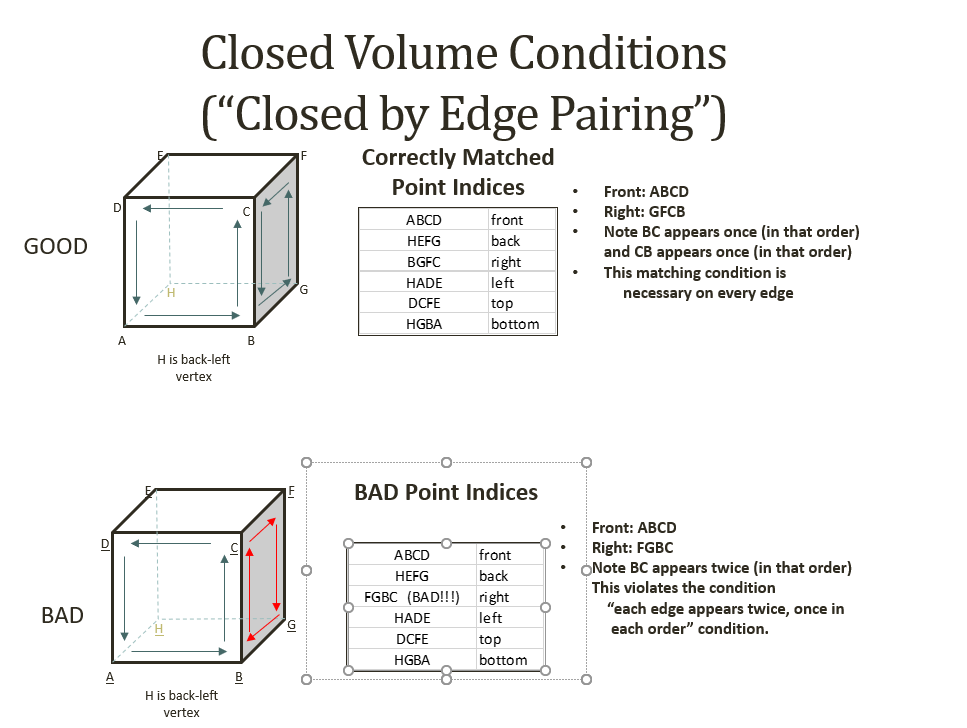 Closed Volume Conditions
(“Closed by Edge Pairing”)
GOOD
E
F
D
C
H
G
A
B
H is back-left
vertex
Correctly Matched
Point Indices
ABCD front
HEFG back
BGFC right
HADE left
DCFE top
HGBA bottom
• Front: ABCD
• Right: GFCB
• Note BC appears once (in that order)
and CB appears once (in that order)
• This matching condition is
necessary on every edge
BAD
E
F
D
C
H
G
A
B
H is back-left
vertex
BAD Point Indices
ABCD front
HEFG back
FGBC (BAD!!!) right
HADE left
DCFE top
HGBA bottom
• Front: ABCD
• Right: FGBC
• Note BC appears twice (in that order)
This violates the condition
“each edge appears twice, once in
each order” condition.